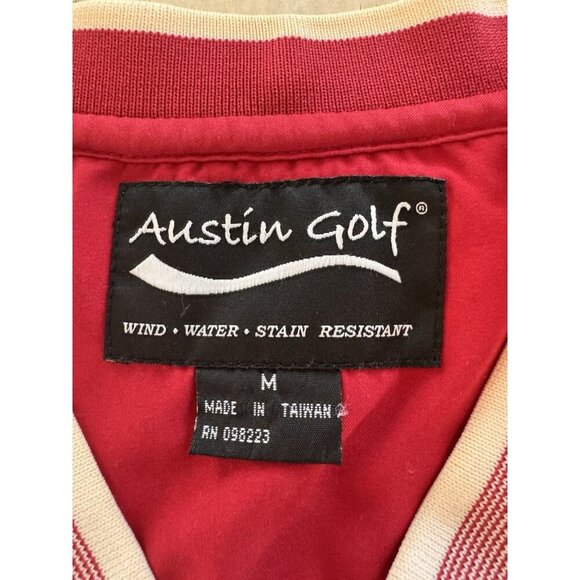 Austin Golf®
WIND • WATER • STAIN RESISTANT
M
MADE IN TAIWAN
RN 098223